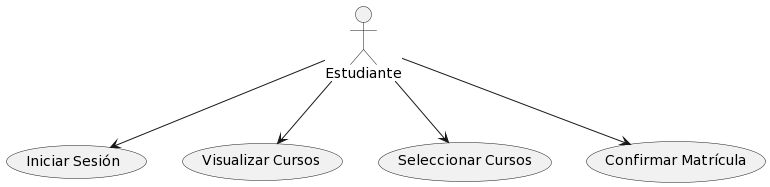 Estudiante
Iniciar Sesión
Visualizar Cursos
Seleccionar Cursos
Confirmar Matrícula